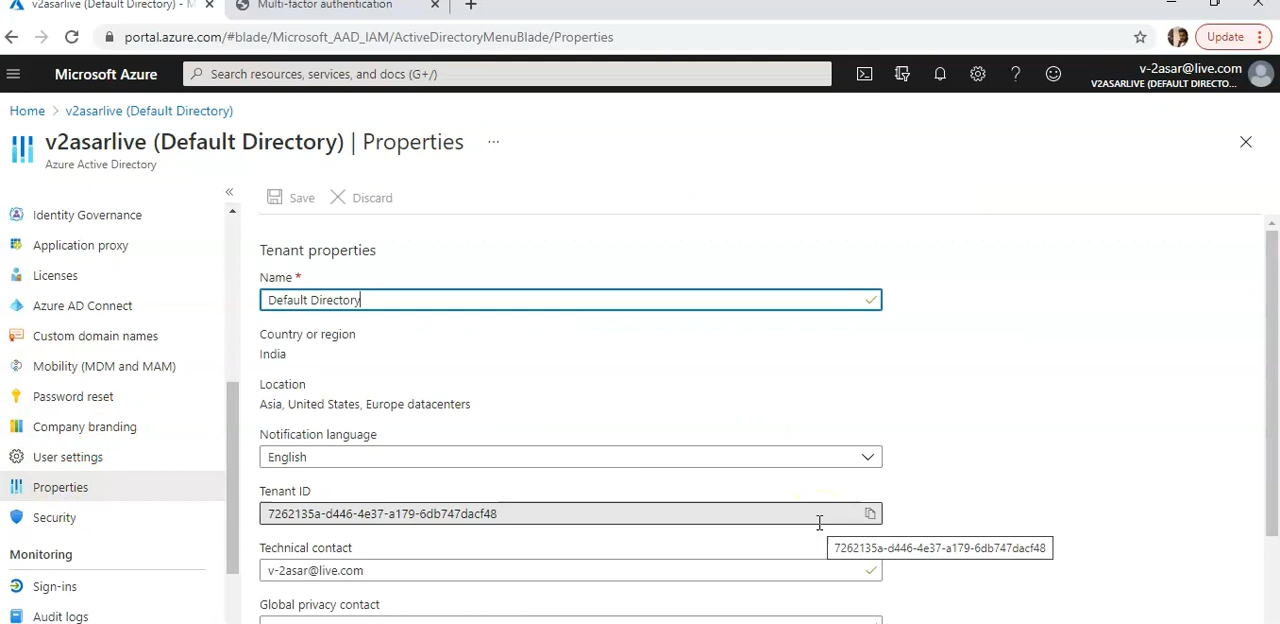 v2asarlive (Default Directory) - M
Multi-factor authentication
portal.azure.com/#blade/Microsoft_AAD_IAM/ActiveDirectoryMenuBlade/Properties
Update
Microsoft Azure
Search resources, services, and docs (G+/)
v-2asar@live.com
V2ASARLIVE (DEFAULT DIRECTO...
Home > v2asarlive (Default Directory)
v2asarlive (Default Directory) | Properties ...
Azure Active Directory
«
Save
Discard
Identity Governance
Application proxy
Licenses
Azure AD Connect
Custom domain names
Mobility (MDM and MAM)
Password reset
Company branding
User settings
Properties
Security
Monitoring
Sign-ins
Audit logs
Tenant properties
Name *
Default Directory
Country or region
India
Location
Asia, United States, Europe datacenters
Notification language
English
Tenant ID
7262135a-d446-4e37-a179-6db747dacf48
7262135a-d446-4e37-a179-6db747dacf48
Technical contact
v-2asar@live.com
Global privacy contact